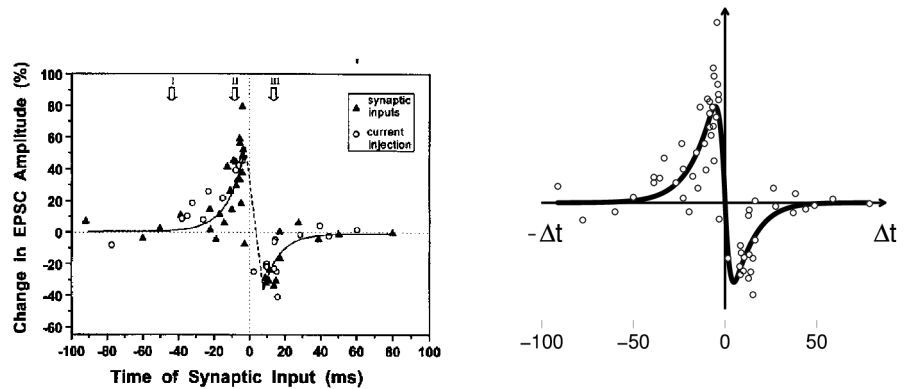 Change in EPSC Amplitude (%)
100
80
60
40
20
0
-20
-40
-60
I
II
III
synaptic
inputs
current
injection
-100 -80 -60 -40 -20 0 20 40 60 80 100
Time of Synaptic Input (ms)
-Δt
Δt
−100
−50
0
50